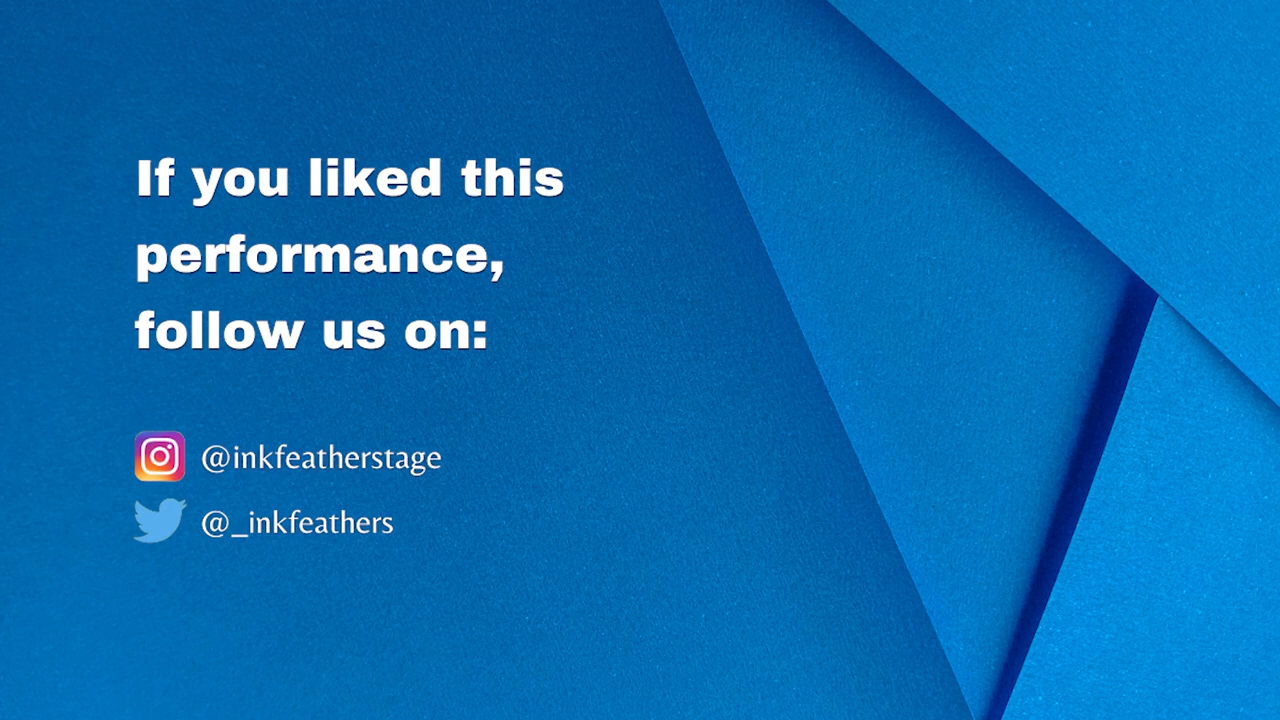 If you liked this
performance,
follow us on:
@inkfeatherstage
@_inkfeathers